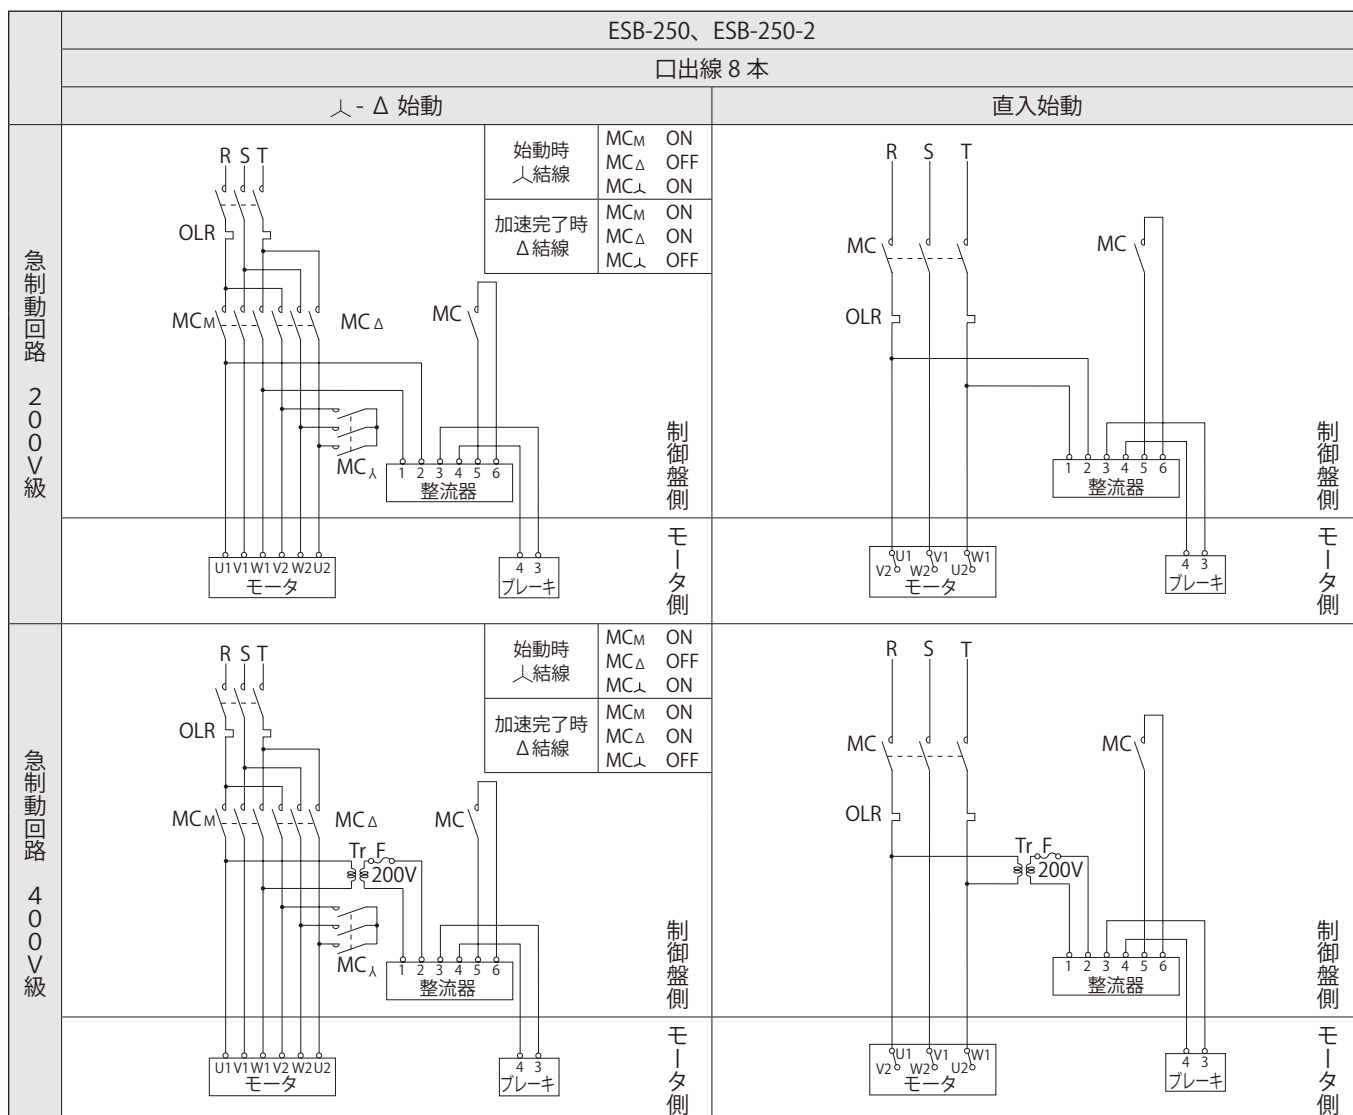 ESB-250、ESB-250-2
口出線 8 本
人 - Δ 始動
直入始動
急制動回路 200V級
R S T
OLR
MCM
MCΔ
MC
MC人
1 2 3 4 5 6
整流器
始動時
人結線
MCM ON
MCΔ OFF
MC人 ON
加速完了時
Δ結線
MCM ON
MCΔ ON
MC人 OFF
制御盤側
U1 V1 W1 V2 W2 U2
モータ
4 3
ブレーキ
モータ側
R S T
MC
OLR
MC
1 2 3 4 5 6
整流器
制御盤側
U1 V1 W1
V2 W2 U2
モータ
4 3
ブレーキ
モータ側
急制動回路 400V級
R S T
OLR
MCM
MCΔ
MC
Tr F
200V
MC人
1 2 3 4 5 6
整流器
始動時
人結線
MCM ON
MCΔ OFF
MC人 ON
加速完了時
Δ結線
MCM ON
MCΔ ON
MC人 OFF
制御盤側
U1 V1 W1 V2 W2 U2
モータ
4 3
ブレーキ
モータ側
R S T
MC
OLR
MC
Tr F
200V
1 2 3 4 5 6
整流器
制御盤側
U1 V1 W1
V2 W2 U2
モータ
4 3
ブレーキ
モータ側